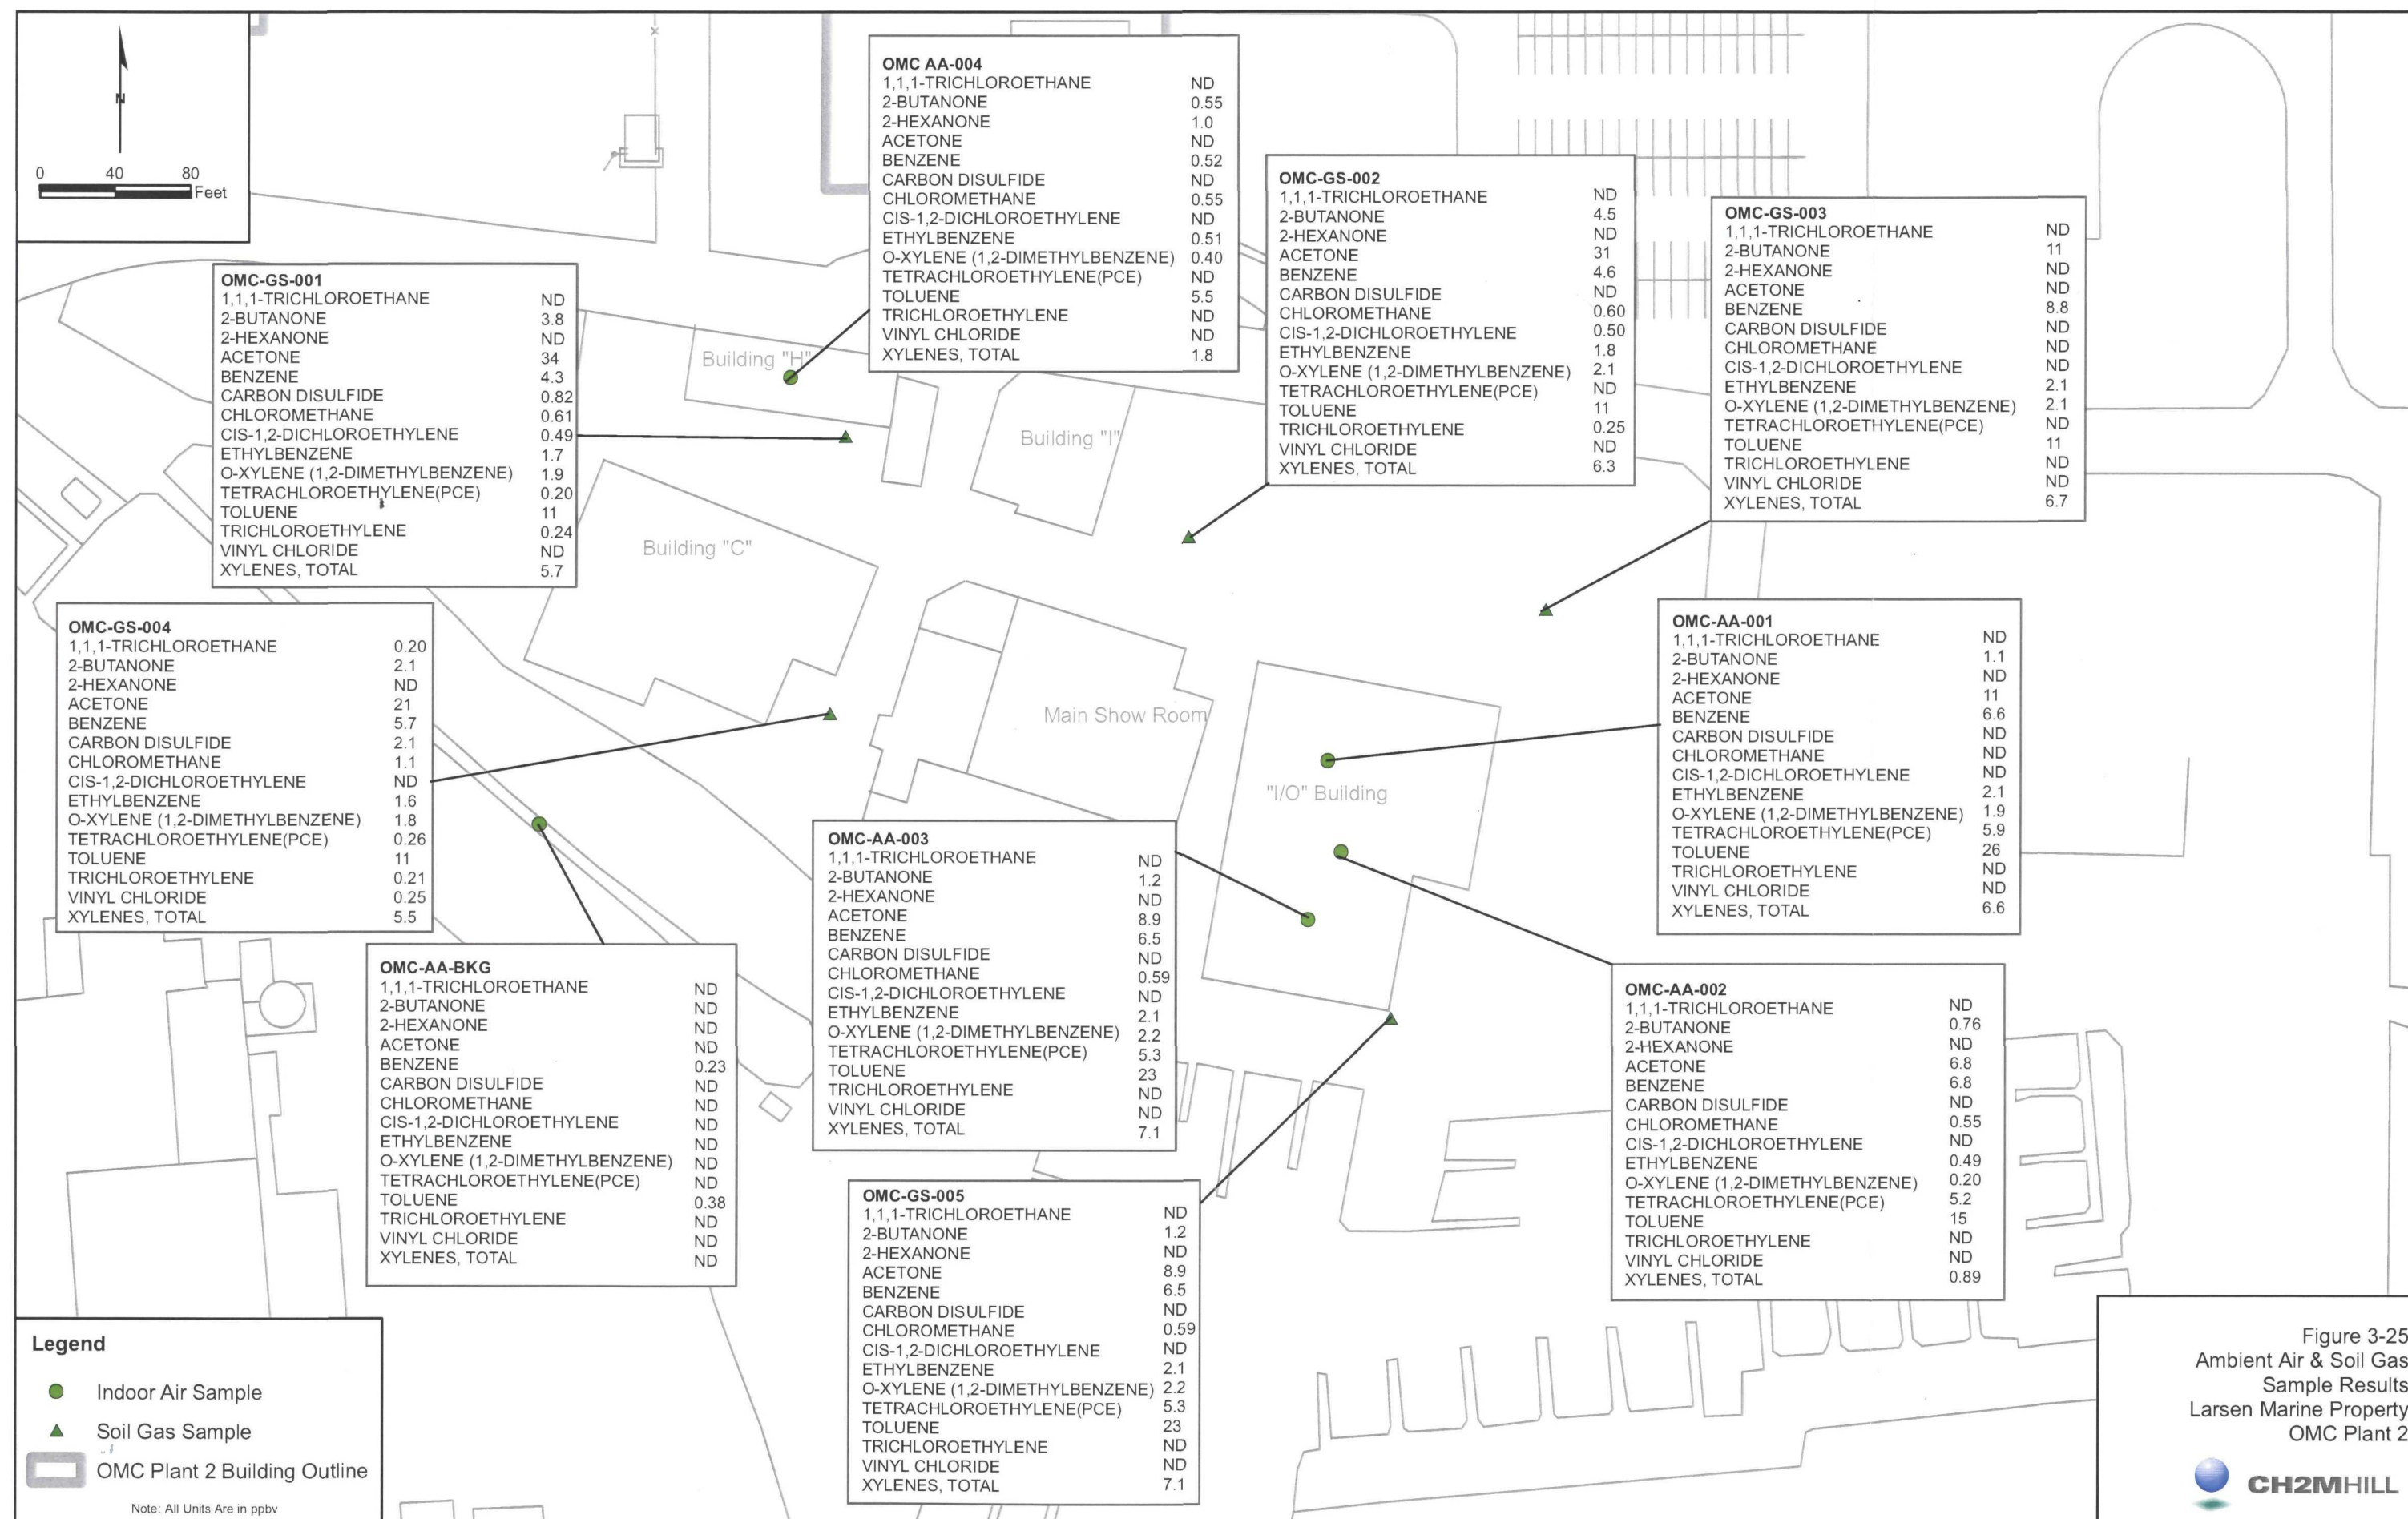 N
0 40 80
Feet
OMC AA-004
1,1,1-TRICHLOROETHANE ND
2-BUTANONE 0.55
2-HEXANONE 1.0
ACETONE ND
BENZENE 0.52
CARBON DISULFIDE ND
CHLOROMETHANE 0.55
CIS-1,2-DICHLOROETHYLENE ND
ETHYLBENZENE 0.51
O-XYLENE (1,2-DIMETHYLBENZENE) 0.40
TETRACHLOROETHYLENE(PCE) ND
TOLUENE 5.5
TRICHLOROETHYLENE ND
VINYL CHLORIDE ND
XYLENES, TOTAL 1.8
OMC-GS-002
1,1,1-TRICHLOROETHANE ND
2-BUTANONE 4.5
2-HEXANONE ND
ACETONE 31
BENZENE 4.6
CARBON DISULFIDE ND
CHLOROMETHANE 0.60
CIS-1,2-DICHLOROETHYLENE 0.50
ETHYLBENZENE 1.8
O-XYLENE (1,2-DIMETHYLBENZENE) 2.1
TETRACHLOROETHYLENE(PCE) ND
TOLUENE 11
TRICHLOROETHYLENE 0.25
VINYL CHLORIDE ND
XYLENES, TOTAL 6.3
OMC-GS-003
1,1,1-TRICHLOROETHANE ND
2-BUTANONE 11
2-HEXANONE ND
ACETONE ND
BENZENE 8.8
CARBON DISULFIDE ND
CHLOROMETHANE ND
CIS-1,2-DICHLOROETHYLENE ND
ETHYLBENZENE 2.1
O-XYLENE (1,2-DIMETHYLBENZENE) 2.1
TETRACHLOROETHYLENE(PCE) ND
TOLUENE 11
TRICHLOROETHYLENE ND
VINYL CHLORIDE ND
XYLENES, TOTAL 6.7
OMC-GS-001
1,1,1-TRICHLOROETHANE ND
2-BUTANONE 3.8
2-HEXANONE ND
ACETONE 34
BENZENE 4.3
CARBON DISULFIDE 0.82
CHLOROMETHANE 0.61
CIS-1,2-DICHLOROETHYLENE 0.49
ETHYLBENZENE 1.7
O-XYLENE (1,2-DIMETHYLBENZENE) 1.9
TETRACHLOROETHYLENE(PCE) 0.20
TOLUENE 11
TRICHLOROETHYLENE 0.24
VINYL CHLORIDE ND
XYLENES, TOTAL 5.7
Building "H"
Building "I"
Building "C"
Main Show Room
"I/O" Building
OMC-GS-004
1,1,1-TRICHLOROETHANE 0.20
2-BUTANONE 2.1
2-HEXANONE ND
ACETONE 21
BENZENE 5.7
CARBON DISULFIDE 2.1
CHLOROMETHANE 1.1
CIS-1,2-DICHLOROETHYLENE ND
ETHYLBENZENE 1.6
O-XYLENE (1,2-DIMETHYLBENZENE) 1.8
TETRACHLOROETHYLENE(PCE) 0.26
TOLUENE 11
TRICHLOROETHYLENE 0.21
VINYL CHLORIDE 0.25
XYLENES, TOTAL 5.5
OMC-AA-001
1,1,1-TRICHLOROETHANE ND
2-BUTANONE 1.1
2-HEXANONE ND
ACETONE 11
BENZENE 6.6
CARBON DISULFIDE ND
CHLOROMETHANE ND
CIS-1,2-DICHLOROETHYLENE ND
ETHYLBENZENE 2.1
O-XYLENE (1,2-DIMETHYLBENZENE) 1.9
TETRACHLOROETHYLENE(PCE) 5.9
TOLUENE 26
TRICHLOROETHYLENE ND
VINYL CHLORIDE ND
XYLENES, TOTAL 6.6
OMC-AA-003
1,1,1-TRICHLOROETHANE ND
2-BUTANONE 1.2
2-HEXANONE ND
ACETONE 8.9
BENZENE 6.5
CARBON DISULFIDE ND
CHLOROMETHANE 0.59
CIS-1,2-DICHLOROETHYLENE ND
ETHYLBENZENE 2.1
O-XYLENE (1,2-DIMETHYLBENZENE) 2.2
TETRACHLOROETHYLENE(PCE) 5.3
TOLUENE 23
TRICHLOROETHYLENE ND
VINYL CHLORIDE ND
XYLENES, TOTAL 7.1
OMC-AA-BKG
1,1,1-TRICHLOROETHANE ND
2-BUTANONE ND
2-HEXANONE ND
ACETONE ND
BENZENE 0.23
CARBON DISULFIDE ND
CHLOROMETHANE ND
CIS-1,2-DICHLOROETHYLENE ND
ETHYLBENZENE ND
O-XYLENE (1,2-DIMETHYLBENZENE) ND
TETRACHLOROETHYLENE(PCE) ND
TOLUENE 0.38
TRICHLOROETHYLENE ND
VINYL CHLORIDE ND
XYLENES, TOTAL ND
OMC-AA-002
1,1,1-TRICHLOROETHANE ND
2-BUTANONE 0.76
2-HEXANONE ND
ACETONE 6.8
BENZENE 6.8
CARBON DISULFIDE ND
CHLOROMETHANE 0.55
CIS-1,2-DICHLOROETHYLENE ND
ETHYLBENZENE 0.49
O-XYLENE (1,2-DIMETHYLBENZENE) 0.20
TETRACHLOROETHYLENE(PCE) 5.2
TOLUENE 15
TRICHLOROETHYLENE ND
VINYL CHLORIDE ND
XYLENES, TOTAL 0.89
OMC-GS-005
1,1,1-TRICHLOROETHANE ND
2-BUTANONE 1.2
2-HEXANONE ND
ACETONE 8.9
BENZENE 6.5
CARBON DISULFIDE ND
CHLOROMETHANE 0.59
CIS-1,2-DICHLOROETHYLENE ND
ETHYLBENZENE 2.1
O-XYLENE (1,2-DIMETHYLBENZENE) 2.2
TETRACHLOROETHYLENE(PCE) 5.3
TOLUENE 23
TRICHLOROETHYLENE ND
VINYL CHLORIDE ND
XYLENES, TOTAL 7.1
Legend
Indoor Air Sample
Soil Gas Sample
OMC Plant 2 Building Outline
Note: All Units Are in ppbv
Figure 3-25
Ambient Air & Soil Gas
Sample Results
Larsen Marine Property
OMC Plant 2
CH2MHILL